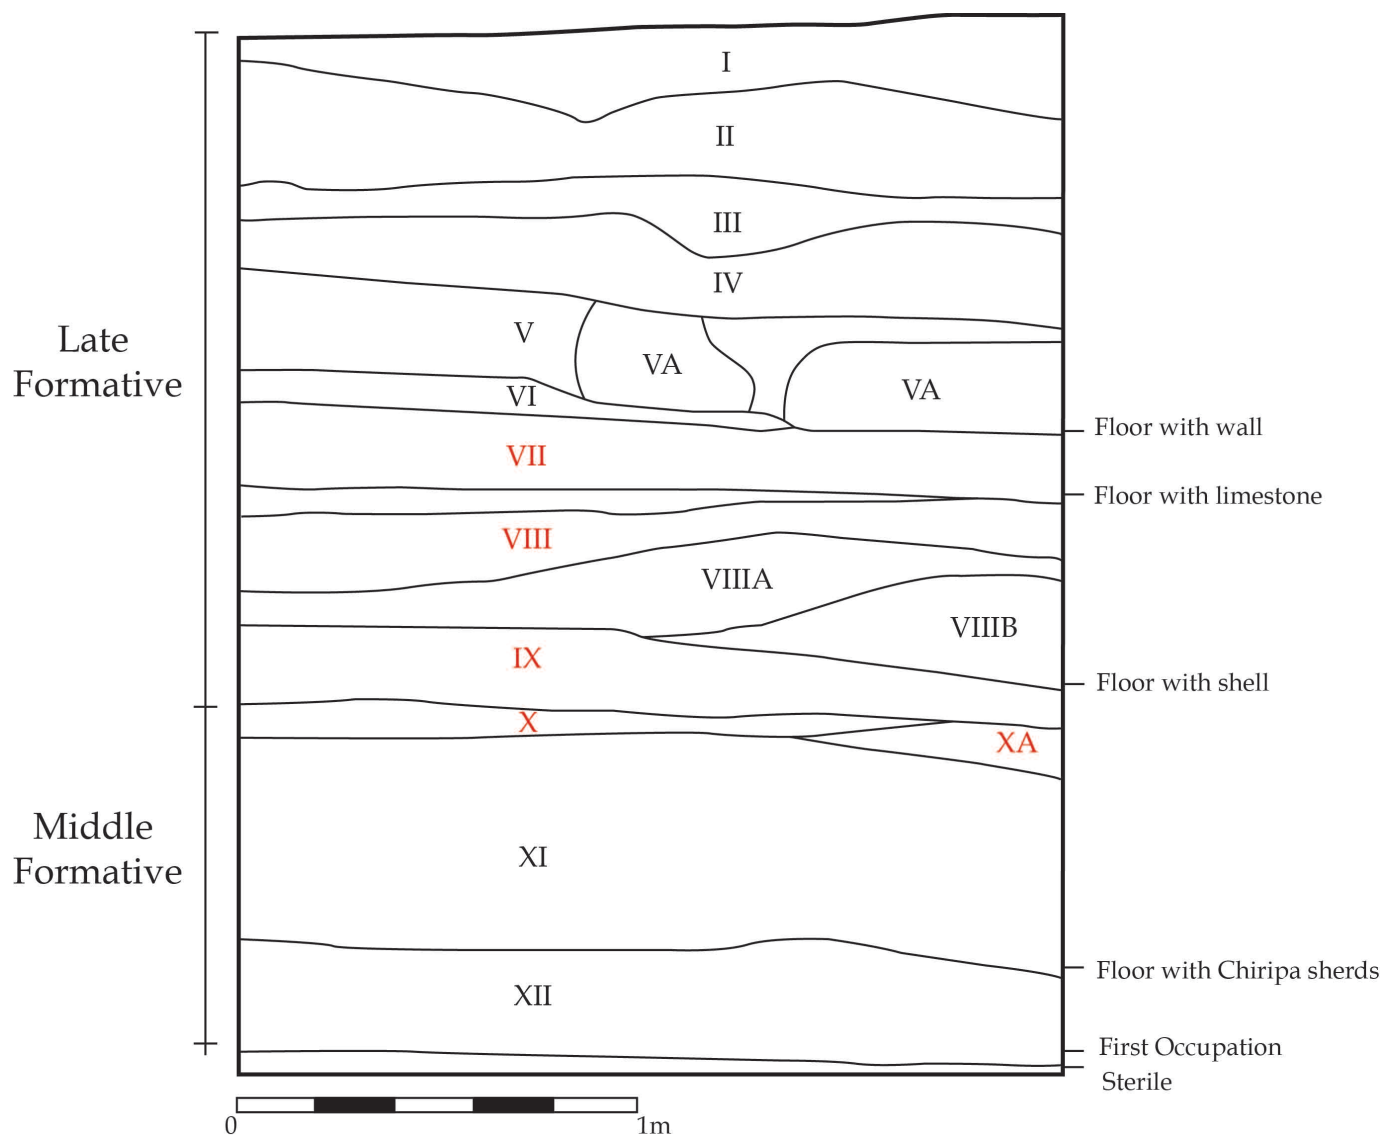 I
II
III
IV
Late
Formative
V
VA
VA
VI
Floor with wall
VII
Floor with limestone
VIII
VIIIA
VIIIB
IX
Floor with shell
X
XA
Middle
Formative
XI
Floor with Chiripa sherds
XII
First Occupation
Sterile
0
1m